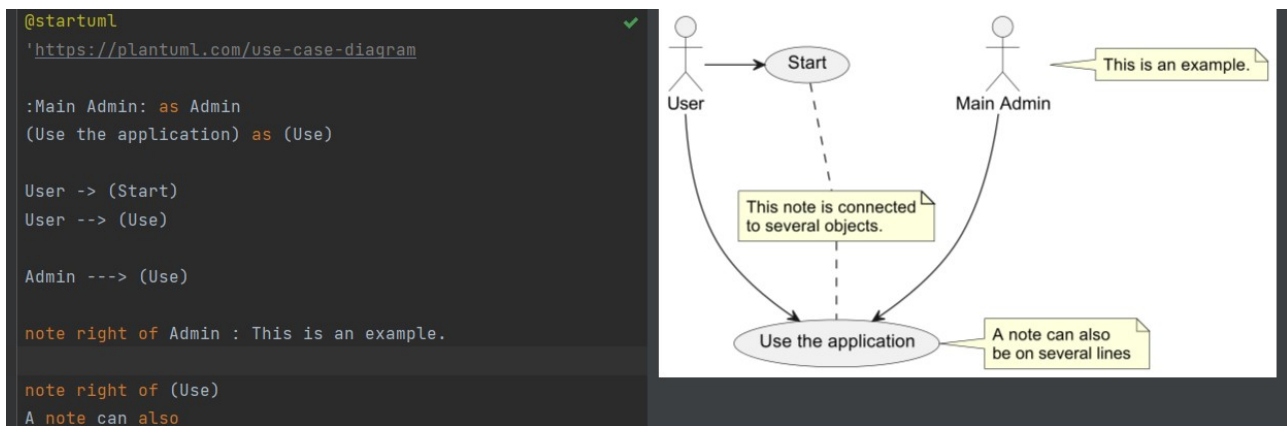 @startuml
'https://plantuml.com/use-case-diagram
:Main Admin: as Admin
(Use the application) as (Use)
User -> (Start)
User --> (Use)
Admin ---> (Use)
note right of Admin : This is an example.
note right of (Use)
A note can also
Start
This is an example.
User
Main Admin
This note is connected
to several objects.
Use the application
A note can also
be on several lines